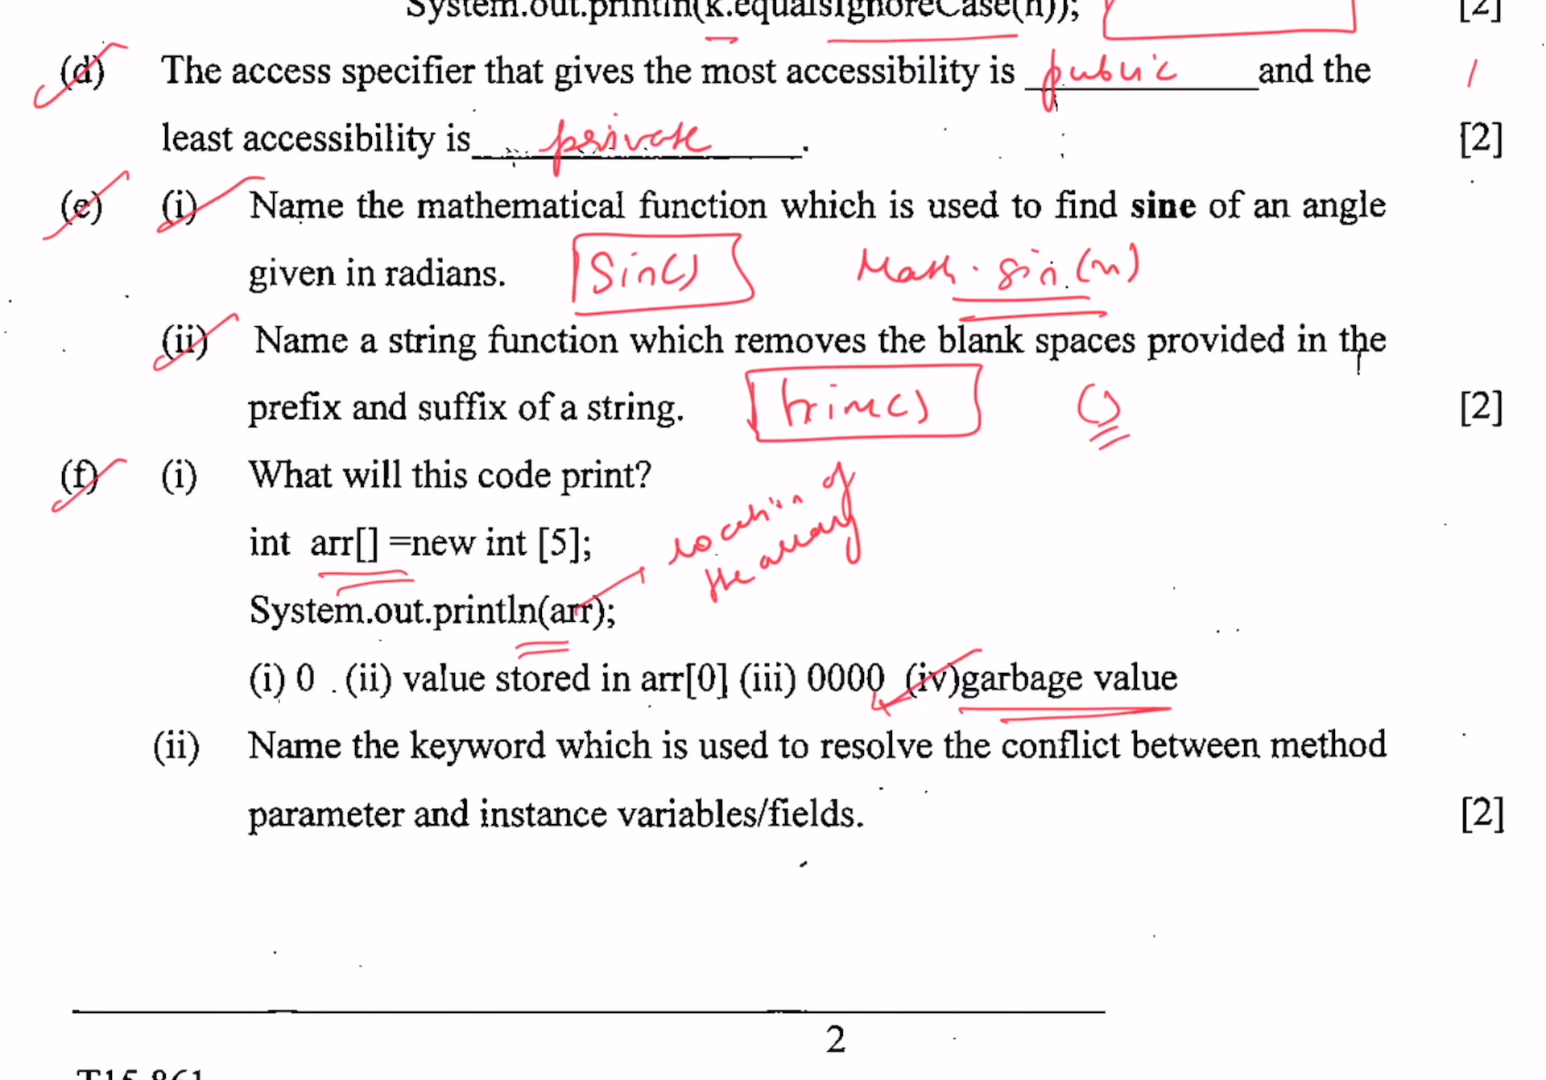 System.out.println(k.equalsIgnoreCase(n)); [2]
(d) The access specifier that gives the most accessibility is public and the 1
least accessibility is private. [2]
(e) (i) Name the mathematical function which is used to find sine of an angle
given in radians. Sin() Math.sin(n)
(ii) Name a string function which removes the blank spaces provided in the
prefix and suffix of a string. trim() () [2]
(f) (i) What will this code print?
int arr[] =new int [5];
location of
the array
System.out.println(arr);
(i) 0 . (ii) value stored in arr[0] (iii) 0000 (iv)garbage value
(ii) Name the keyword which is used to resolve the conflict between method
parameter and instance variables/fields. [2]
2
T15 861